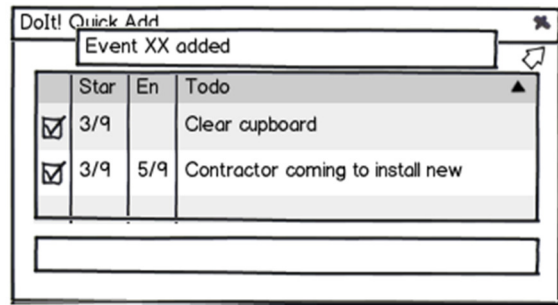 DoIt! Quick Add
Event XX added
Star En Todo
3/9 Clear cupboard
3/9 5/9 Contractor coming to install new